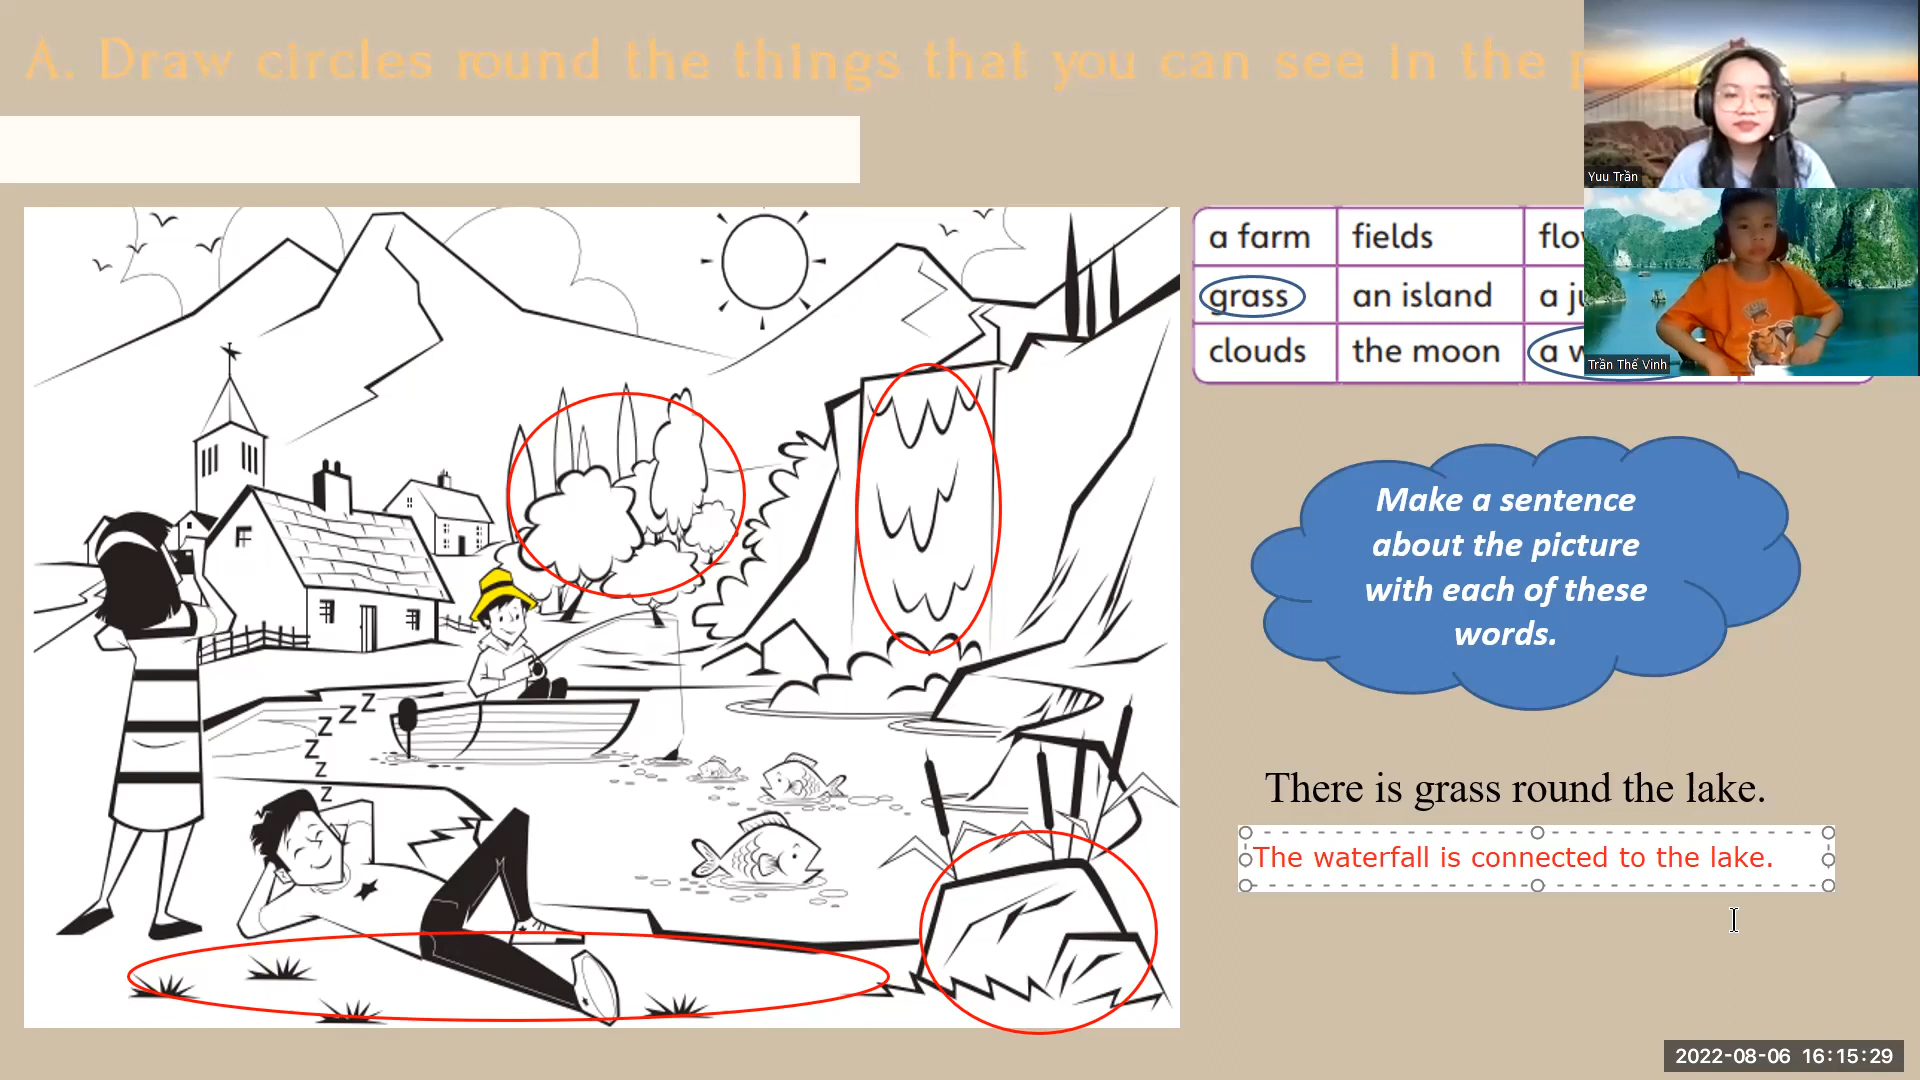 A. Draw circles round the things that you can see in the
Yuu Trần
a farm fields
grass an island a
clouds the moon a
Trần Thế Vinh
Make a sentence
about the picture
with each of these
words.
Z
Z
Z
Z
Z
Z
There is grass round the lake.
The waterfall is connected to the lake.
2022-08-06 16:15:29